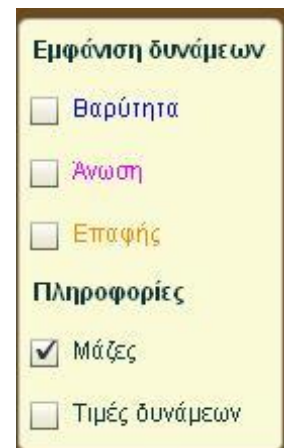 Εμφάνιση δυνάμεων
Βαρύτητα
Άνωση
Επαφής
Πληροφορίες
Μάζες
Τιμές δυνάμεων